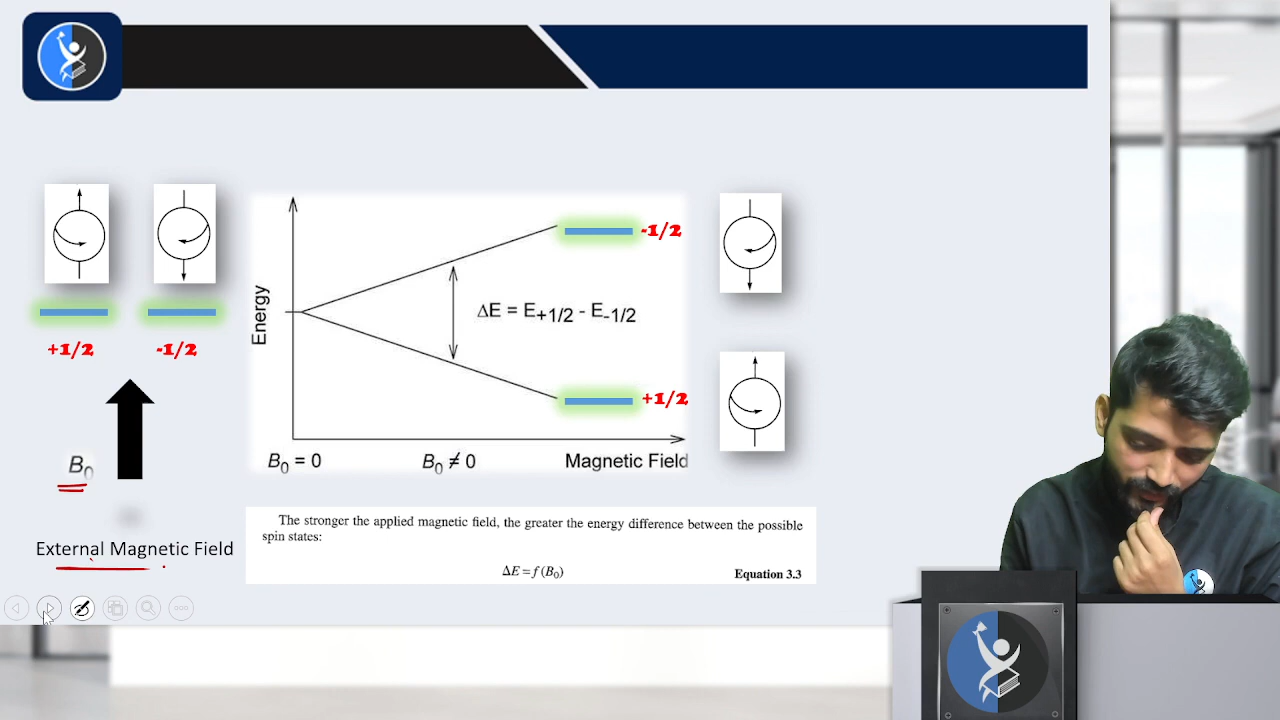 -1/2
ΔE = E+1/2 - E-1/2
Energy
+1/2 -1/2
+1/2
B0 = 0 B0 ≠ 0 Magnetic Field
B0
External Magnetic Field
The stronger the applied magnetic field, the greater the energy difference between the possible
spin states:
ΔE = f(B0)
Equation 3.3